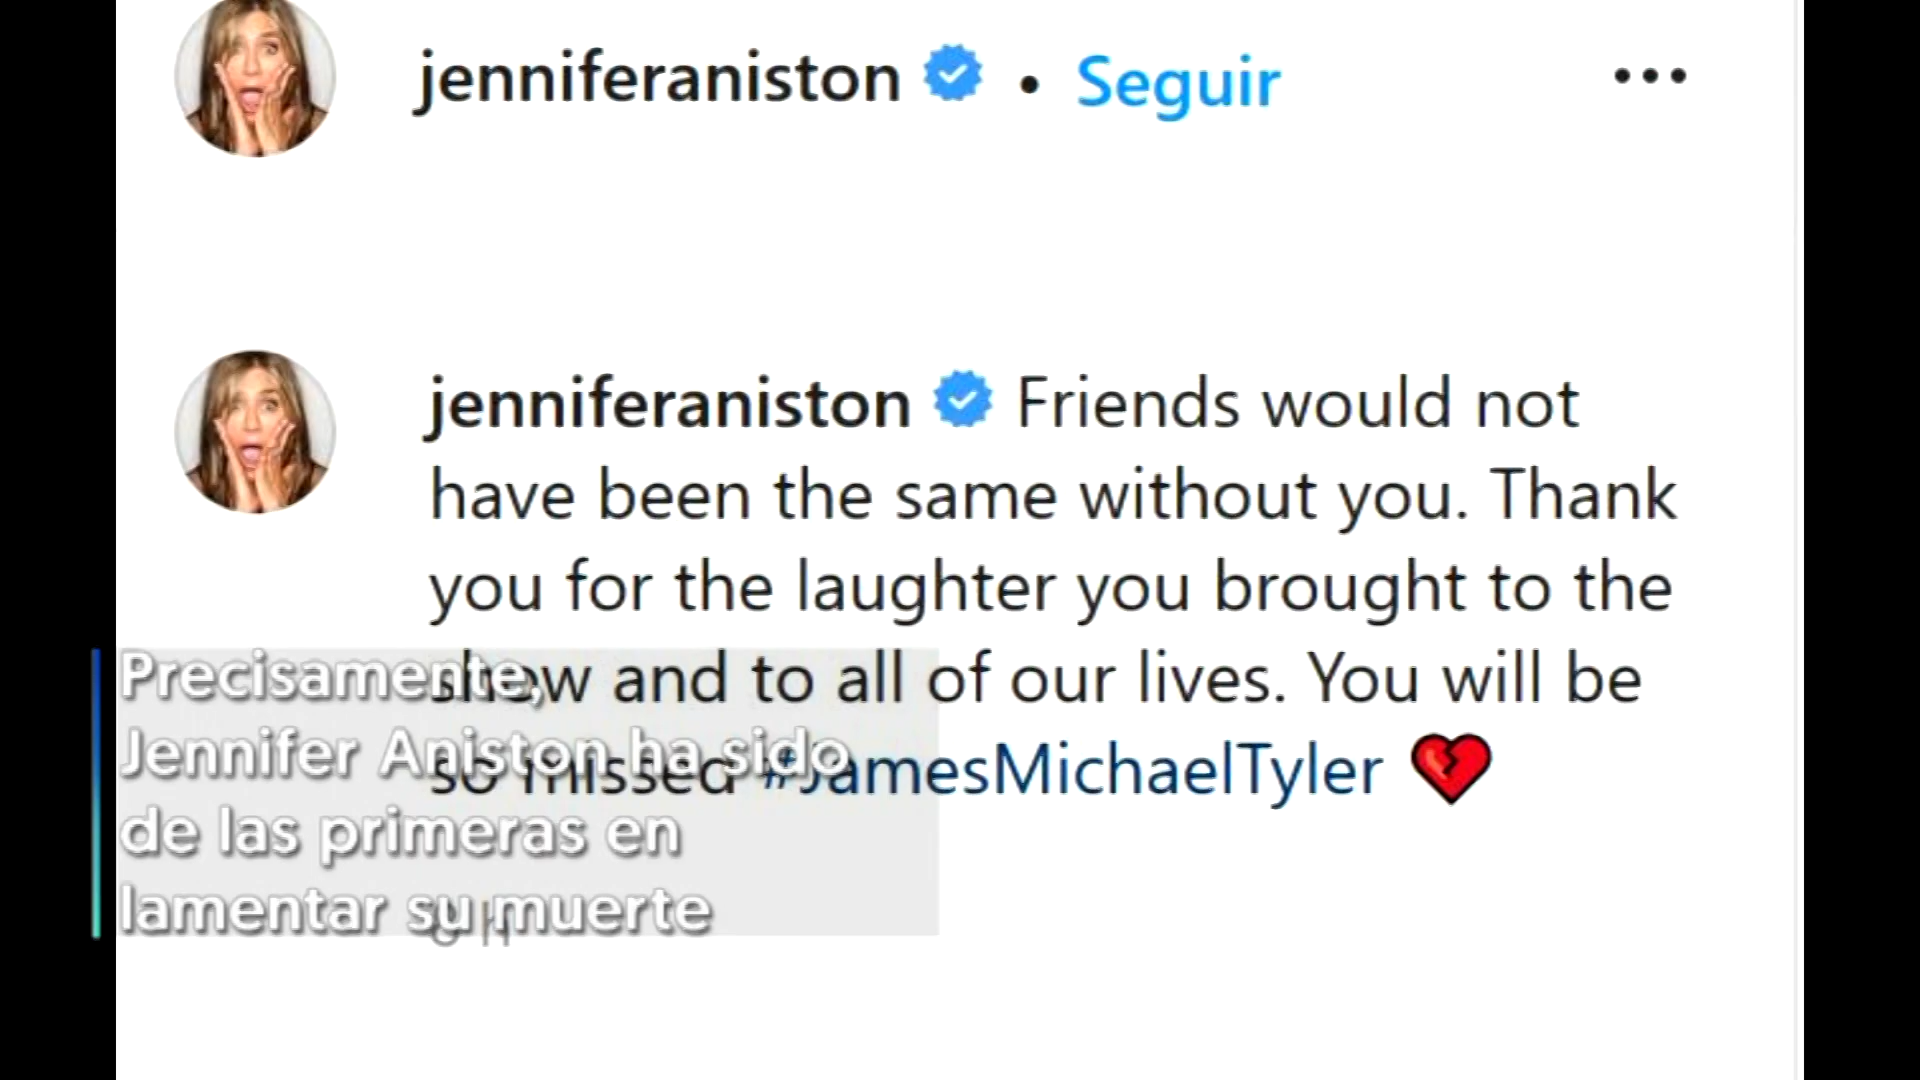 jenniferaniston • Seguir
jenniferaniston Friends would not
have been the same without you. Thank
you for the laughter you brought to the
show and to all of our lives. You will be
so missed #JamesMichaelTyler 💔
8 h
Precisamente,
Jennifer Aniston ha sido
de las primeras en
lamentar su muerte